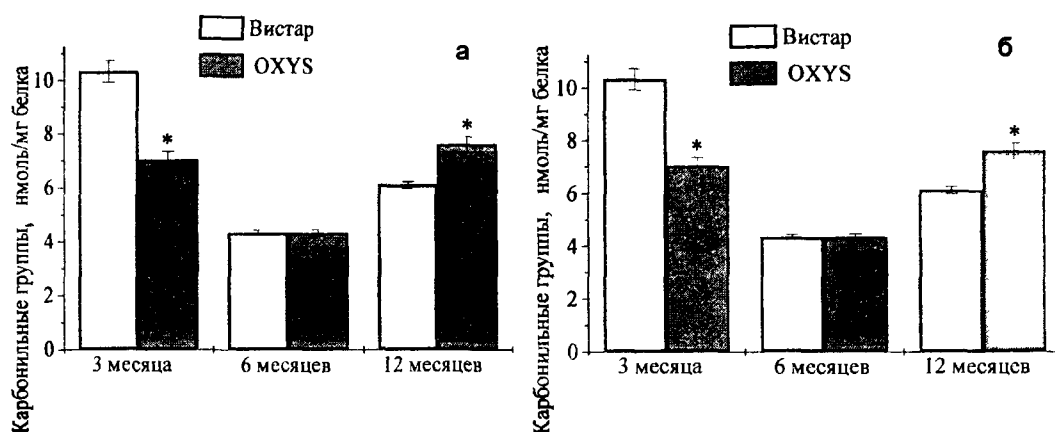 Карбонильные группы, нмоль/мг белка
Вистар
OXYS
а
10
8
6
4
2
0
*
*
3 месяца
6 месяцев
12 месяцев
Карбонильные группы, нмоль/мг белка
Вистар
OXYS
б
10
8
6
4
2
0
*
*
3 месяца
6 месяцев
12 месяцев